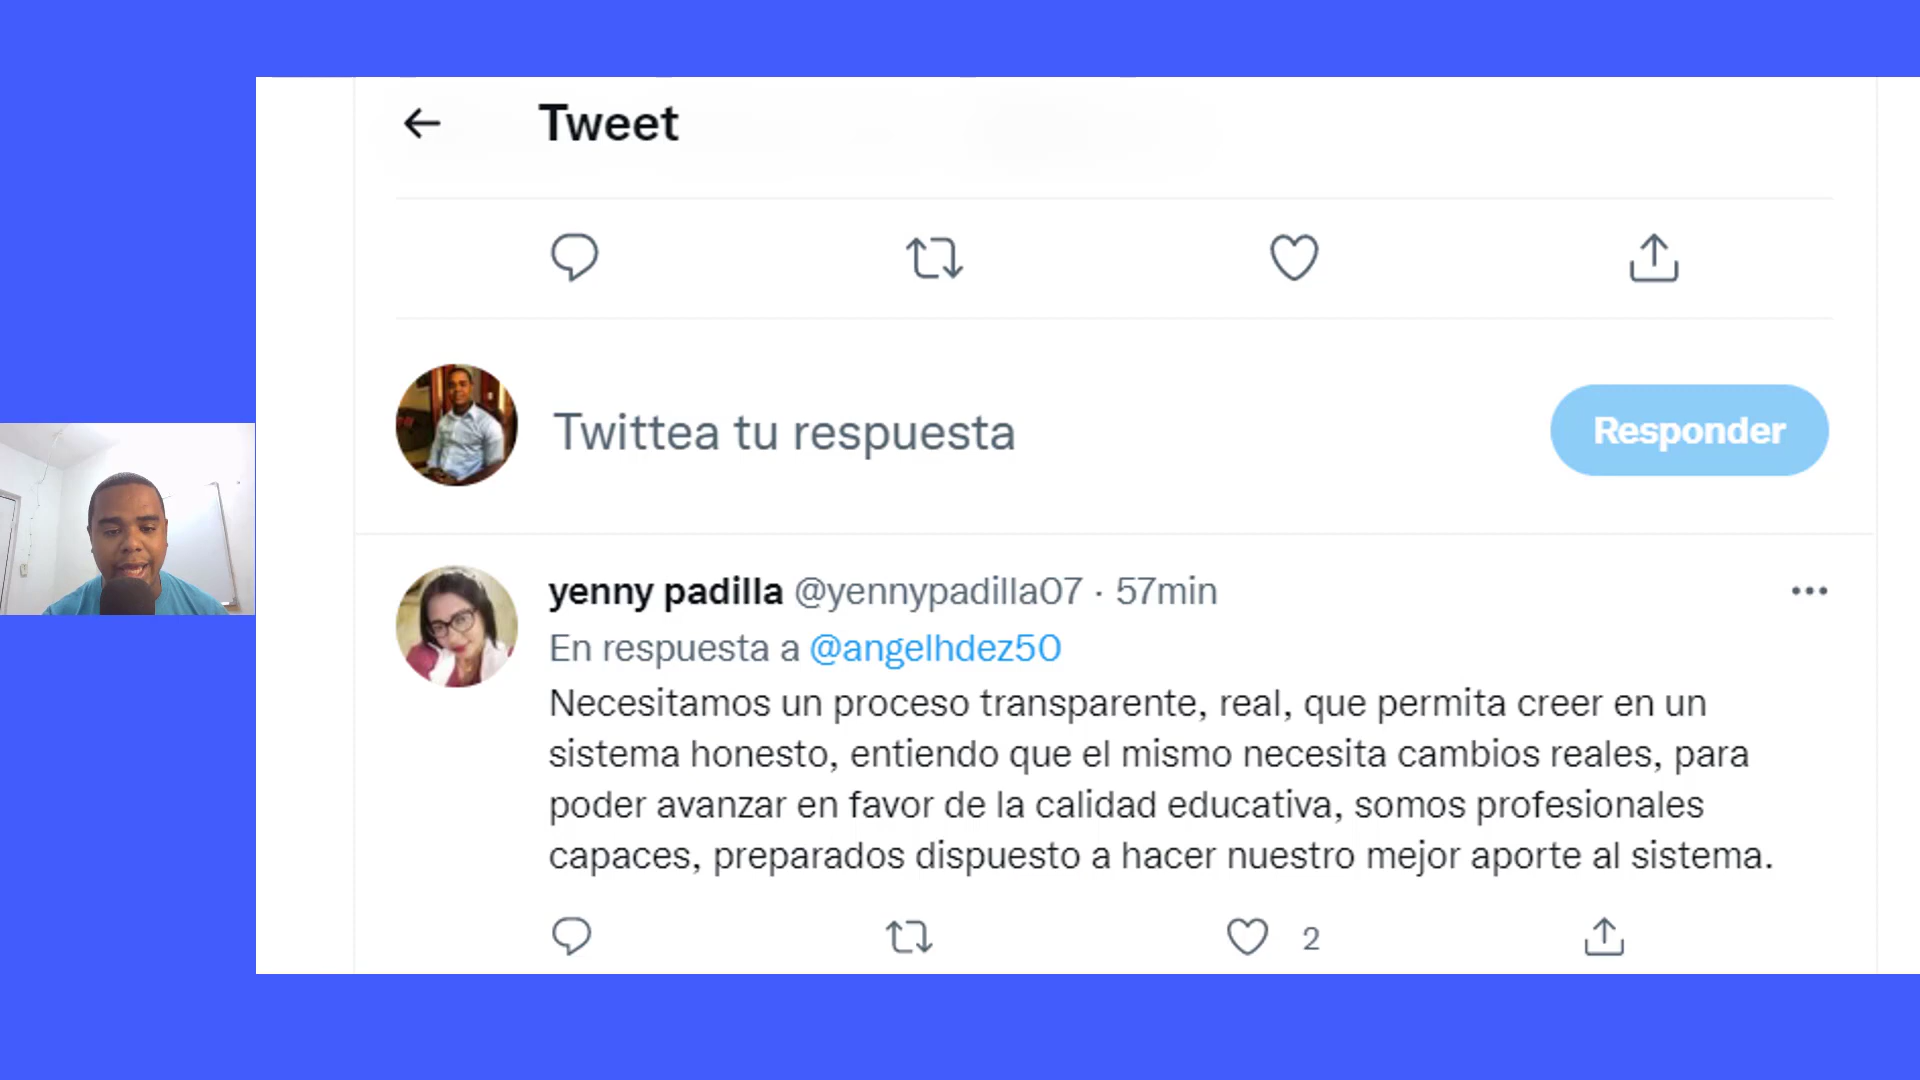 Tweet
Twittea tu respuesta
Responder
yenny padilla @yennypadilla07 · 57min
En respuesta a @angelhdez50
Necesitamos un proceso transparente, real, que permita creer en un
sistema honesto, entiendo que el mismo necesita cambios reales, para
poder avanzar en favor de la calidad educativa, somos profesionales
capaces, preparados dispuesto a hacer nuestro mejor aporte al sistema.
2